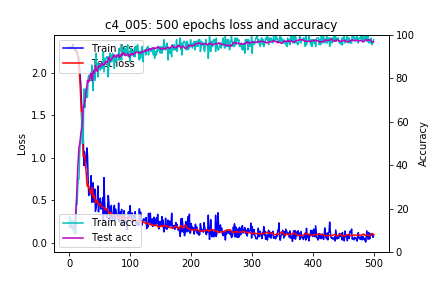 c4_005: 500 epochs loss and accuracy
Train loss
Test loss
Train acc
Test acc
Loss
2.0
1.5
1.0
0.5
0.0
Accuracy
100
80
60
40
20
0
0 100 200 300 400 500